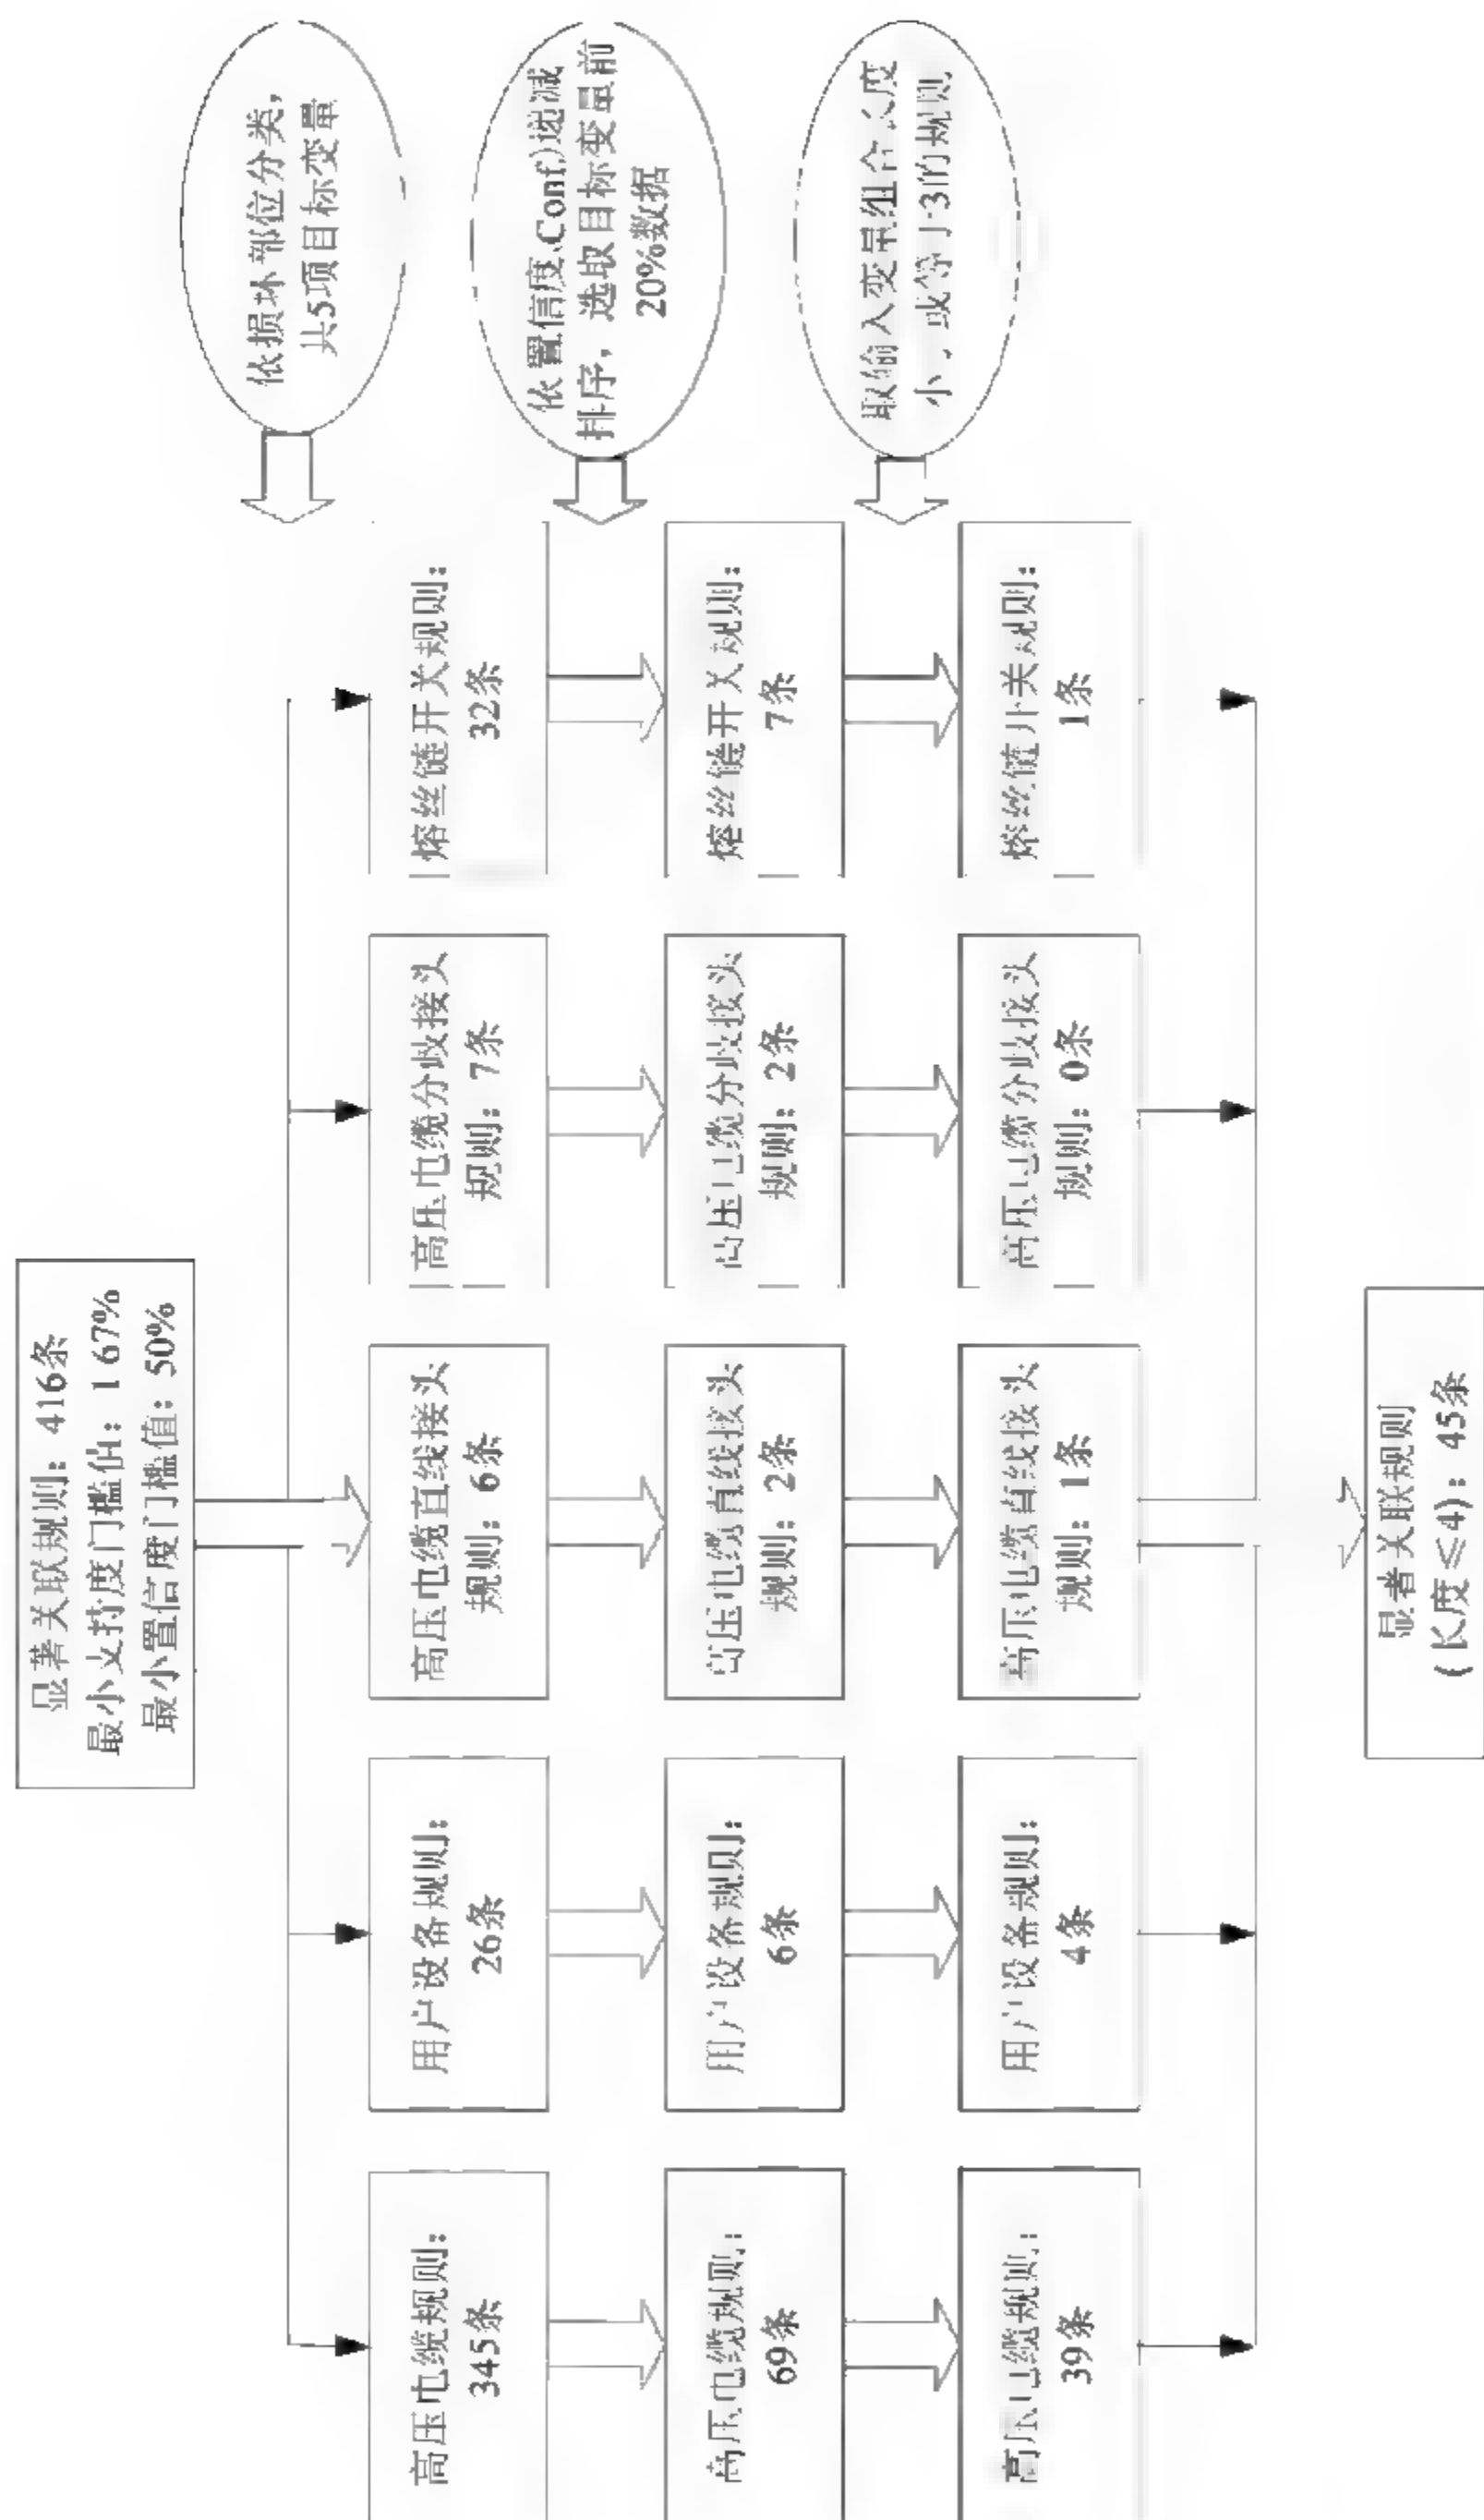 显著关联规则：416条
最小支持度门槛值：1 67%
最小置信度门槛值：50%
依损坏部位分类，
共5项目标变量
高压电缆规则：
345条
用户设备规则：
26条
高压电缆直线接头
规则：6条
高压电缆分歧接头
规则：7条
熔丝链开关规则：
32条
依置信度(Conf)递减
排序，选取目标变量前
20%数据
高压电缆规则：
69条
用户设备规则：
6条
高压电缆直线接头
规则：2条
高压电缆分歧接头
规则：2条
熔丝链开关规则：
7条
取输入变量组合长度
小于或等于3的规则
高压电缆规则：
39条
用户设备规则：
4条
高压电缆直线接头
规则：1条
高压电缆分歧接头
规则：0条
熔丝链开关规则：
1条
显著关联规则
(长度≤4)：45条